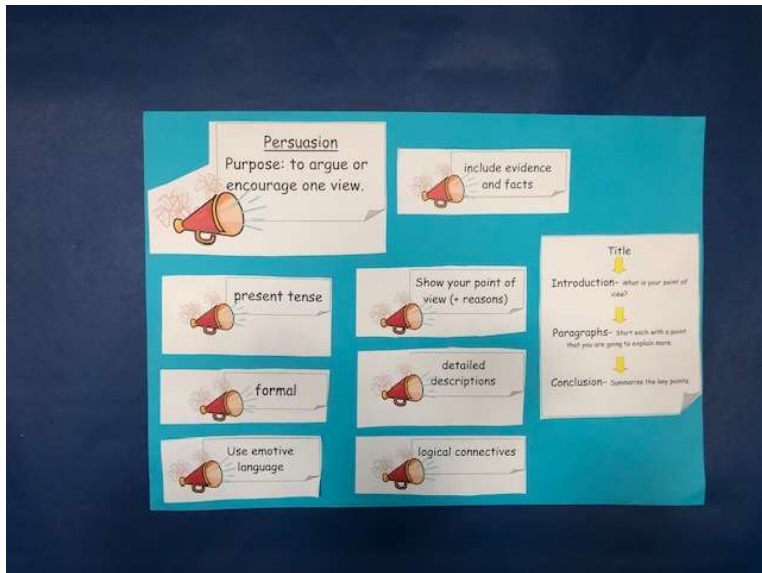 Persuasion
Purpose: to argue or
encourage one view.
include evidence
and facts
present tense
Show your point of
view (+ reasons)
formal
detailed
descriptions
Use emotive
language
logical connectives
Title
Introduction- What is your point of
view?
Paragraphs- Start each with a point
that you are going to explain more.
Conclusion- Summarise the key points.